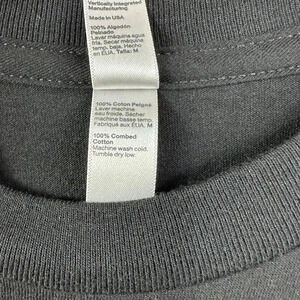 Vertically Integrated
Manufacturing
Made in USA
100% Algodón
Peinado
Lavar máquina agua
fría. Secar máquina
temp. baja. Hecho
en EUA, Talla: M
100% Coton Peigné
Laver machine
eau froide, Sécher
machine basse temp.
Fabriqué aux ÉUA. M
100% Combed
Cotton
Machine wash cold.
Tumble dry low.